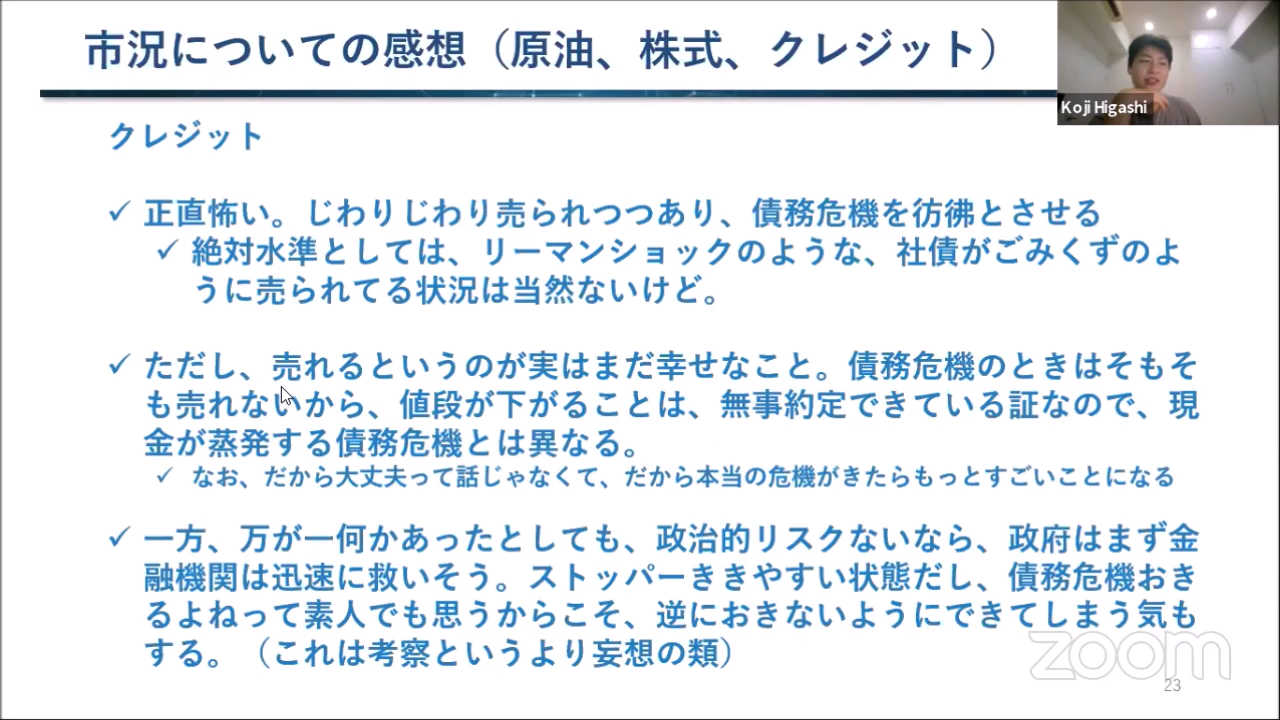 市況についての感想（原油、株式、クレジット）
Koji Higashi
クレジット
✓ 正直怖い。じわりじわり売られつつあり、債務危機を彷彿とさせる
✓ 絶対水準としては、リーマンショックのような、社債がごみくずのよ
うに売られてる状況は当然ないけど。
✓ ただし、売れるというのが実はまだ幸せなこと。債務危機のときはそもそ
も売れないから、値段が下がることは、無事約定できている証なので、現
金が蒸発する債務危機とは異なる。
✓ なお、だから大丈夫って話じゃなくて、だから本当の危機がきたらもっとすごいことになる
✓ 一方、万が一何かあったとしても、政治的リスクないなら、政府はまず金
融機関は迅速に救いそう。ストッパーききやすい状態だし、債務危機おき
るよねって素人でも思うからこそ、逆におきないようにできてしまう気も
する。（これは考察というより妄想の類）
zoom
23